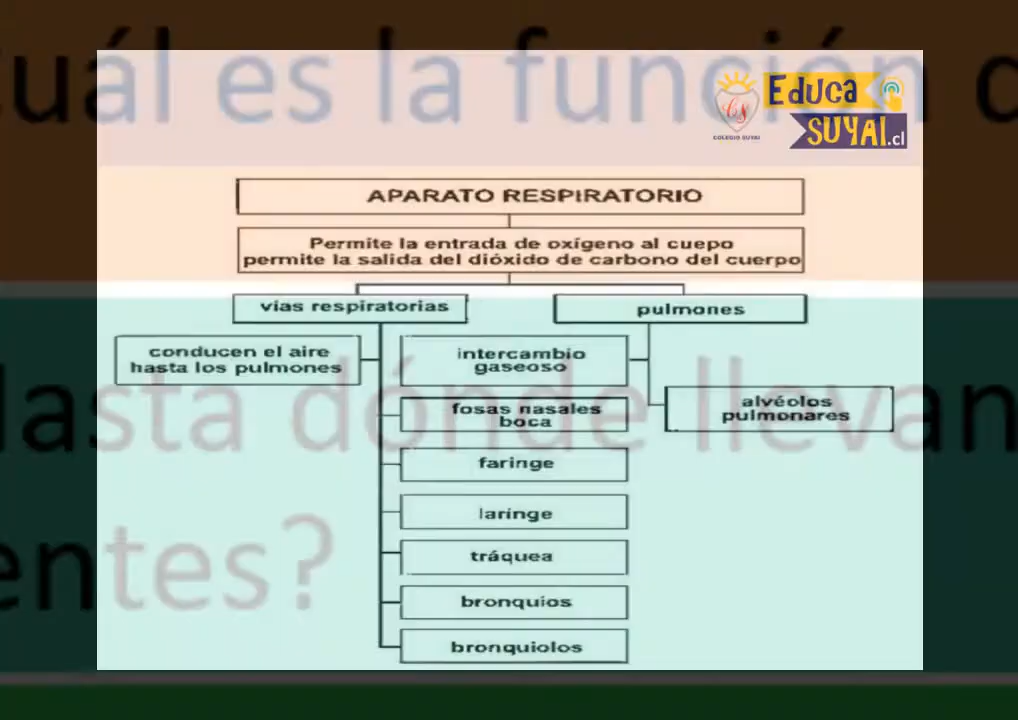 uál es la función d
Educa
SUYAI.cl
COLEGIO SUYAI
APARATO RESPIRATORIO
Permite la entrada de oxígeno al cuepo
permite la salida del dióxido de carbono del cuerpo
vías respiratorias
pulmones
conducen el aire
hasta los pulmones
intercambio
gaseoso
alvéolos
pulmonares
fosas nasales
boca
faringe
laringe
tráquea
bronquios
bronquiolos
asta dónde llevan
entes?